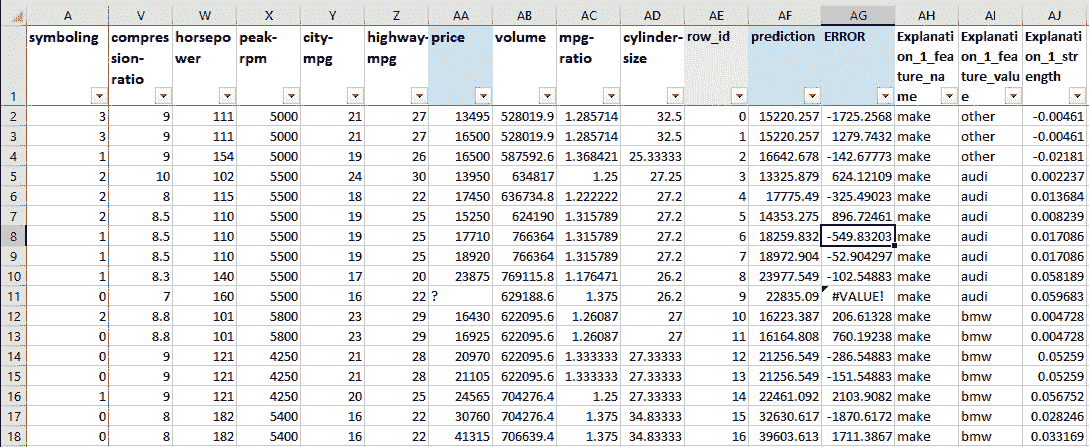 A V W X Y Z AA AB AC AD AE AF AG AH AI AJ
1 symboling compres sion-ratio horsepo wer peak-rpm city-mpg highway-mpg price volume mpg-ratio cylinder-size row_id prediction ERROR Explanati on_1_fea ture_na me Explanati on_1_fea ture_valu e Explanati on_1_str ength
2 3 9 111 5000 21 27 13495 528019.9 1.285714 32.5 0 15220.257 -1725.2568 make other -0.00461
3 3 9 111 5000 21 27 16500 528019.9 1.285714 32.5 1 15220.257 1279.7432 make other -0.00461
4 1 9 154 5000 19 26 16500 587592.6 1.368421 25.33333 2 16642.678 -142.67773 make other -0.02181
5 2 10 102 5500 24 30 13950 634817 1.25 27.25 3 13325.879 624.12109 make audi 0.002237
6 2 8 115 5500 18 22 17450 636734.8 1.222222 27.2 4 17775.49 -325.49023 make audi 0.013684
7 2 8.5 110 5500 19 25 15250 624190 1.315789 27.2 5 14353.275 896.72461 make audi 0.008239
8 1 8.5 110 5500 19 25 17710 766364 1.315789 27.2 6 18259.832 -549.83203 make audi 0.017086
9 1 8.5 110 5500 19 25 18920 766364 1.315789 27.2 7 18972.904 -52.904297 make audi 0.017086
10 1 8.3 140 5500 17 20 23875 769115.8 1.176471 26.2 8 23977.549 -102.54883 make audi 0.058189
11 0 7 160 5500 16 22 ? 629188.6 1.375 26.2 9 22835.09 #VALUE! make audi 0.059683
12 2 8.8 101 5800 23 29 16430 622095.6 1.26087 27 10 16223.387 206.61328 make bmw 0.004728
13 0 8.8 101 5800 23 29 16925 622095.6 1.26087 27 11 16164.808 760.19238 make bmw 0.004728
14 0 9 121 4250 21 28 20970 622095.6 1.333333 27.33333 12 21256.549 -286.54883 make bmw 0.05259
15 0 9 121 4250 21 28 21105 622095.6 1.333333 27.33333 13 21256.549 -151.54883 make bmw 0.05259
16 1 9 121 4250 20 25 24565 704276.4 1.25 27.33333 14 22461.092 2103.9082 make bmw 0.056752
17 0 8 182 5400 16 22 30760 704276.4 1.375 34.83333 15 32630.617 -1870.6172 make bmw 0.028246
18 0 8 182 5400 16 22 41315 706639.4 1.375 34.83333 16 39603.613 1711.3867 make bmw 0.033169